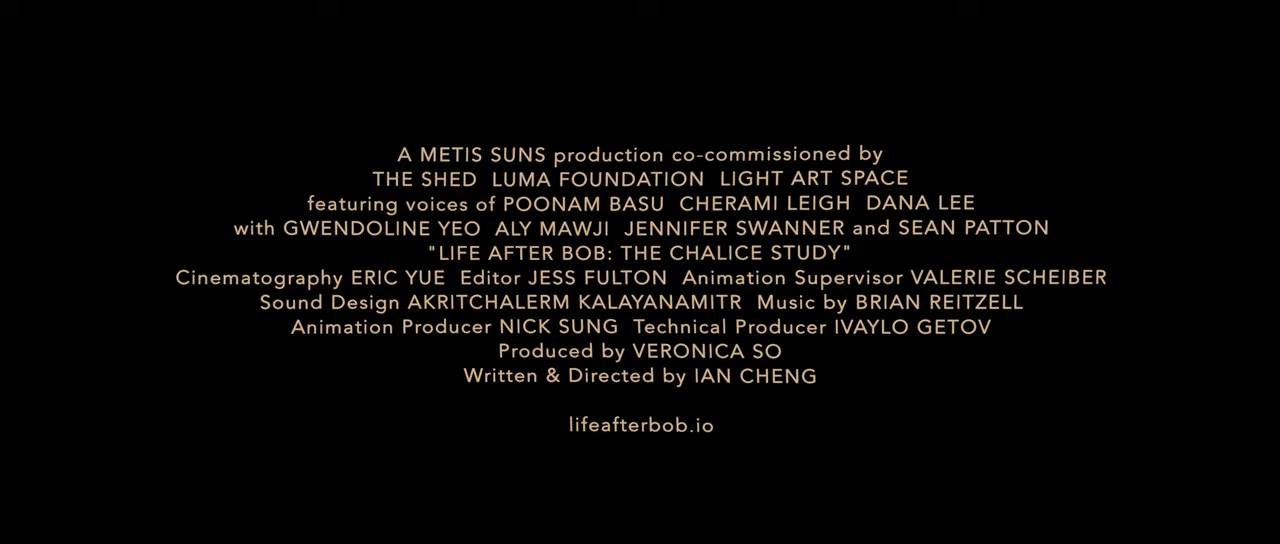 A METIS SUNS production co-commissioned by
THE SHED  LUMA FOUNDATION  LIGHT ART SPACE
featuring voices of POONAM BASU  CHERAMI LEIGH  DANA LEE
with GWENDOLINE YEO  ALY MAWJI  JENNIFER SWANNER and SEAN PATTON
"LIFE AFTER BOB: THE CHALICE STUDY"
Cinematography ERIC YUE  Editor JESS FULTON  Animation Supervisor VALERIE SCHEIBER
Sound Design AKRITCHALERM KALAYANAMITR  Music by BRIAN REITZELL
Animation Producer NICK SUNG  Technical Producer IVAYLO GETOV
Produced by VERONICA SO
Written & Directed by IAN CHENG
lifeafterbob.io